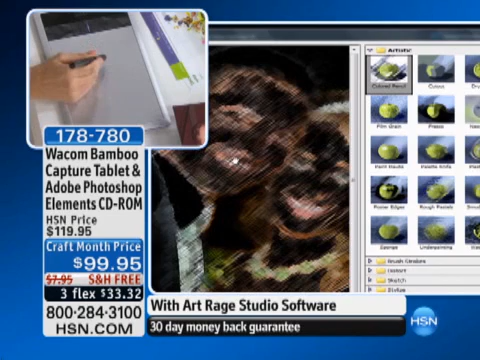 178-780
Wacom Bamboo
Capture Tablet &
Adobe Photoshop
Elements CD-ROM
HSN Price
$119.95
Craft Month Price
$99.95
$7.95 S&H FREE
3 flex $33.32
800-284-3100
HSN.COM
Artistic
Colored Pencil
Cutout
Film Grain
Fresco
Paint Daubs
Palette Knife
Poster Edges
Rough Pastels
Sponge
Underpainting
Brush Strokes
Distort
Sketch
Stylize
With Art Rage Studio Software
30 day money back guarantee
HSN